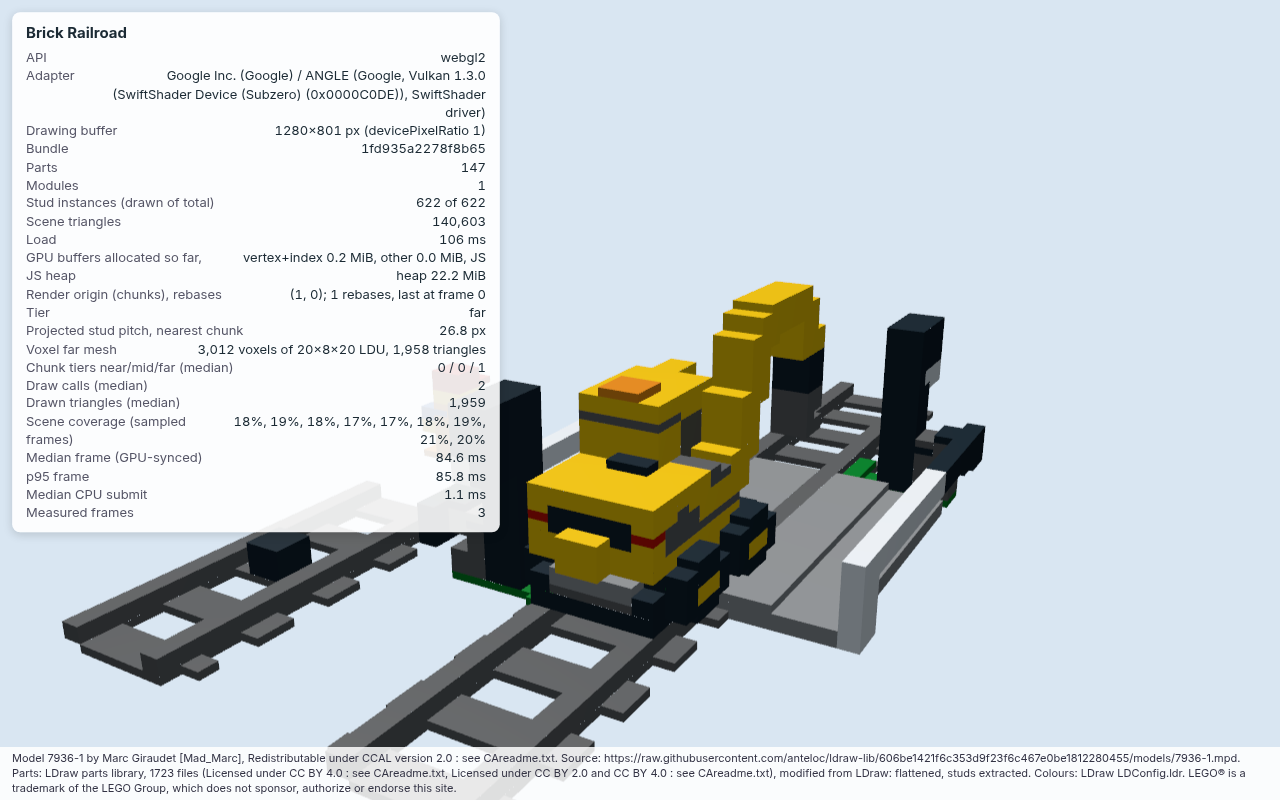 Brick Railroad
API webgl2
Adapter Google Inc. (Google) / ANGLE (Google, Vulkan 1.3.0
(SwiftShader Device (Subzero) (0x0000C0DE)), SwiftShader
driver)
Drawing buffer 1280×801 px (devicePixelRatio 1)
Bundle 1fd935a2278f8b65
Parts 147
Modules 1
Stud instances (drawn of total) 622 of 622
Scene triangles 140,603
Load 106 ms
GPU buffers allocated so far, vertex+index 0.2 MiB, other 0.0 MiB, JS
JS heap heap 22.2 MiB
Render origin (chunks), rebases (1, 0); 1 rebases, last at frame 0
Tier far
Projected stud pitch, nearest chunk 26.8 px
Voxel far mesh 3,012 voxels of 20×8×20 LDU, 1,958 triangles
Chunk tiers near/mid/far (median) 0 / 0 / 1
Draw calls (median) 2
Drawn triangles (median) 1,959
Scene coverage (sampled 18%, 19%, 18%, 17%, 17%, 18%, 19%,
frames) 21%, 20%
Median frame (GPU-synced) 84.6 ms
p95 frame 85.8 ms
Median CPU submit 1.1 ms
Measured frames 3
Model 7936-1 by Marc Giraudet [Mad_Marc], Redistributable under CCAL version 2.0 : see CAreadme.txt. Source: https://raw.githubusercontent.com/anteloc/ldraw-lib/606be1421f6c353d9f23f6c467e0be1812280455/models/7936-1.mpd.
Parts: LDraw parts library, 1723 files (Licensed under CC BY 4.0 : see CAreadme.txt, Licensed under CC BY 2.0 and CC BY 4.0 : see CAreadme.txt), modified from LDraw: flattened, studs extracted. Colours: LDraw LDConfig.ldr. LEGO® is a
trademark of the LEGO Group, which does not sponsor, authorize or endorse this site.